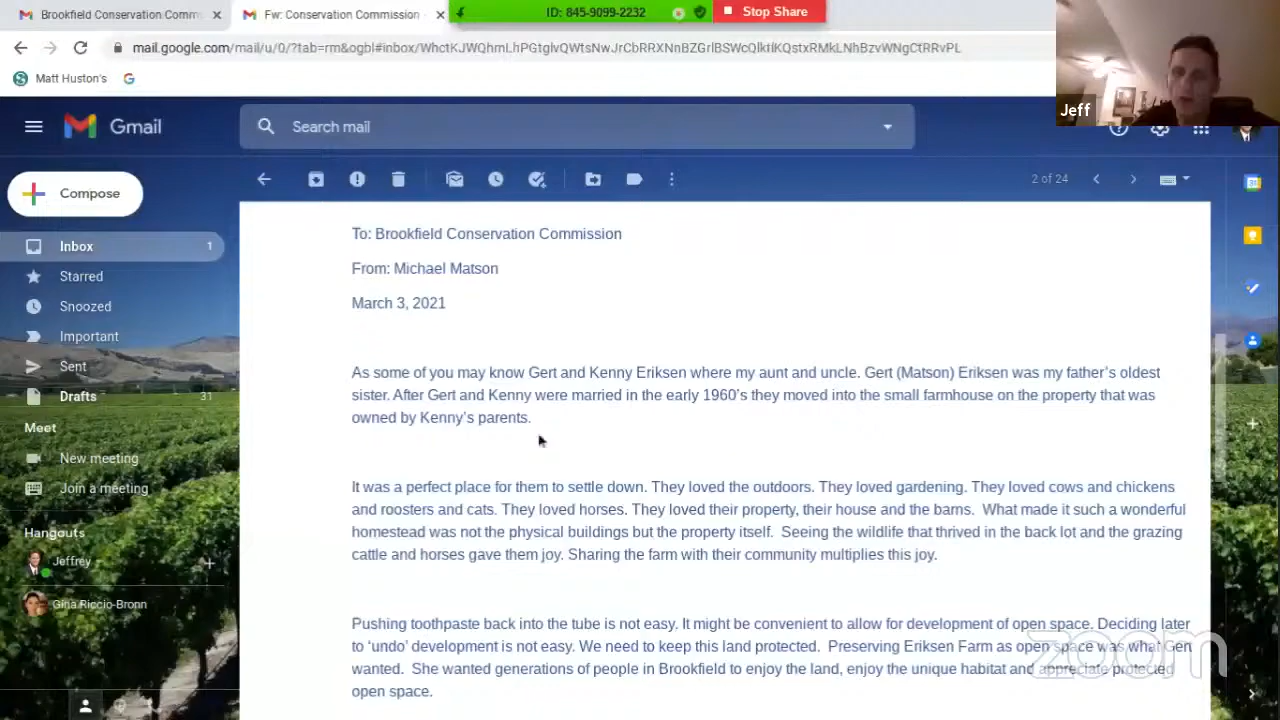 Brookfield Conservation Comm
Fw: Conservation Commission
ID: 845-9099-2232
Stop Share
mail.google.com/mail/u/0/?tab=rm&ogbl#inbox/
Matt Huston's
Jeff
Gmail
Search mail
Compose
2 of 24
Inbox 1
Starred
Snoozed
Important
Sent
Drafts 31
Meet
New meeting
Join a meeting
Hangouts
Jeffrey
Gina Riccio-Bronn
To: Brookfield Conservation Commission
From: Michael Matson
March 3, 2021
As some of you may know Gert and Kenny Eriksen where my aunt and uncle. Gert (Matson) Eriksen was my father's oldest
sister. After Gert and Kenny were married in the early 1960's they moved into the small farmhouse on the property that was
owned by Kenny's parents.
It was a perfect place for them to settle down. They loved the outdoors. They loved gardening. They loved cows and chickens
and roosters and cats. They loved horses. They loved their property, their house and the barns. What made it such a wonderful
homestead was not the physical buildings but the property itself. Seeing the wildlife that thrived in the back lot and the grazing
cattle and horses gave them joy. Sharing the farm with their community multiplies this joy.
Pushing toothpaste back into the tube is not easy. It might be convenient to allow for development of open space. Deciding later
to 'undo' development is not easy. We need to keep this land protected. Preserving Eriksen Farm as open space was what Gert
wanted. She wanted generations of people in Brookfield to enjoy the land, enjoy the unique habitat and appreciate protected
open space.
zoom